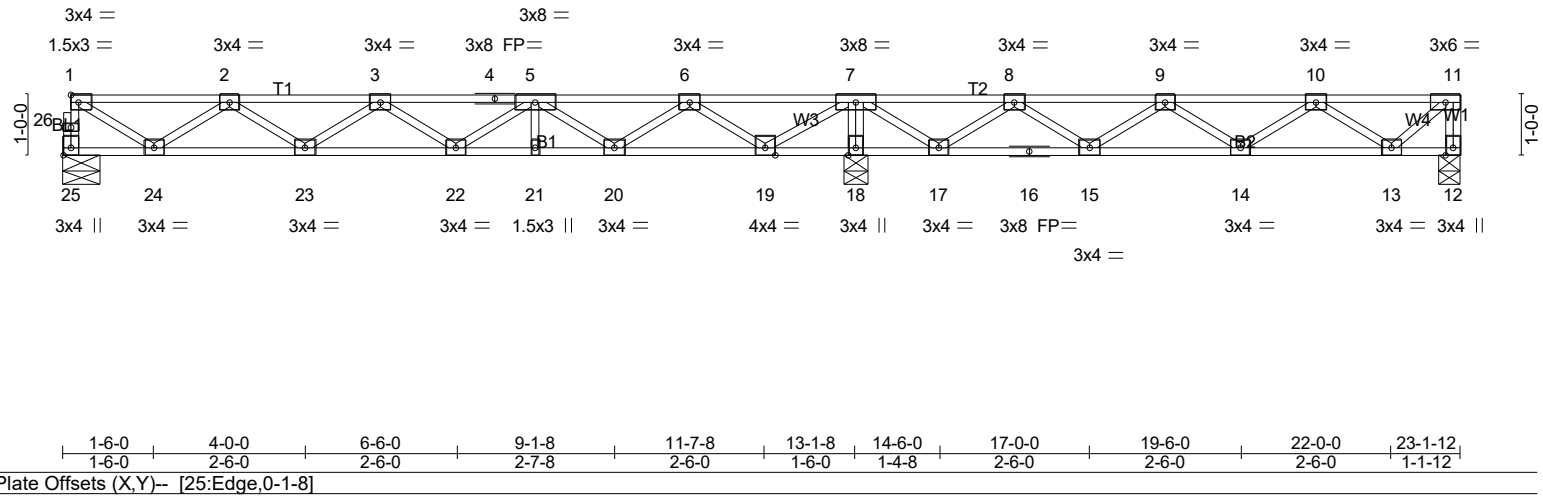 3x4 = 3x8 =
1.5x3 = 3x4 = 3x4 = 3x8 FP= 3x4 = 3x8 = 3x4 = 3x4 = 3x4 = 3x6 =
1 2 3 4 5 6 7 8 9 10 11
T1 T2
1-0-0 26 BL1 W3 W4 W1 1-0-0
B1 B2
25 24 23 22 21 20 19 18 17 16 15 14 13 12
3x4 || 3x4 = 3x4 = 3x4 = 1.5x3 || 3x4 = 4x4 = 3x4 || 3x4 = 3x8 FP= 3x4 = 3x4 = 3x4 ||
3x4 =
1-6-0 4-0-0 6-6-0 9-1-8 11-7-8 13-1-8 14-6-0 17-0-0 19-6-0 22-0-0 23-1-12
1-6-0 2-6-0 2-6-0 2-7-8 2-6-0 1-6-0 1-4-8 2-6-0 2-6-0 2-6-0 1-1-12
Plate Offsets (X,Y)-- [25:Edge,0-1-8]